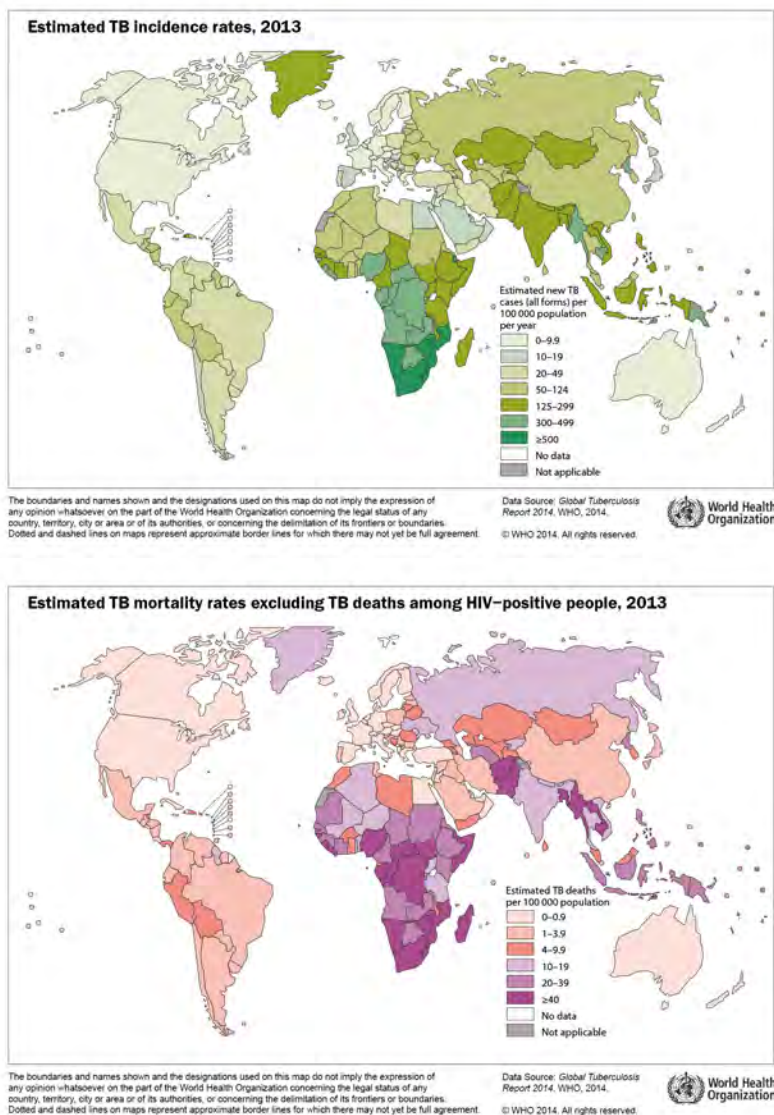 Estimated TB incidence rates, 2013
Estimated new TB
cases (all forms) per
100 000 population
per year
0–9.9
10–19
20–49
50–124
125–299
300–499
≥500
No data
Not applicable
The boundaries and names shown and the designations used on this map do not imply the expression of
any opinion whatsoever on the part of the World Health Organization concerning the legal status of any
country, territory, city or area or of its authorities, or concerning the delimitation of its frontiers or boundaries.
Dotted and dashed lines on maps represent approximate border lines for which there may not yet be full agreement.
Data Source: Global Tuberculosis
Report 2014. WHO, 2014.
© WHO 2014. All rights reserved.
World Health
Organization
Estimated TB mortality rates excluding TB deaths among HIV−positive people, 2013
Estimated TB deaths
per 100 000 population
0–0.9
1–3.9
4–9.9
10–19
20–39
≥40
No data
Not applicable
The boundaries and names shown and the designations used on this map do not imply the expression of
any opinion whatsoever on the part of the World Health Organization concerning the legal status of any
country, territory, city or area or of its authorities, or concerning the delimitation of its frontiers or boundaries.
Dotted and dashed lines on maps represent approximate border lines for which there may not yet be full agreement.
Data Source: Global Tuberculosis
Report 2014. WHO, 2014.
© WHO 2014. All rights reserved.
World Health
Organization